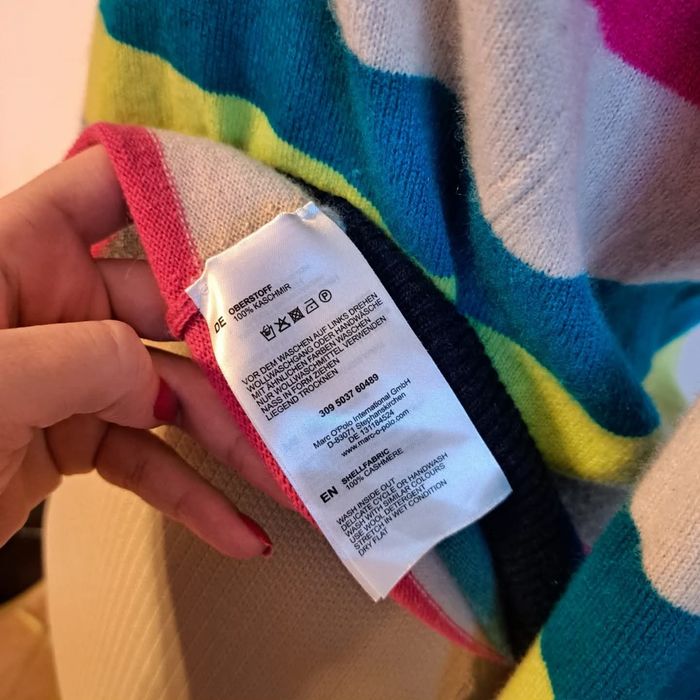 DE OBERSTOFF
100% KASCHMIR
VOR DEM WASCHEN AUF LINKS DREHEN
WOLLWASCHGANG ODER HANDWÄSCHE
MIT ÄHNLICHEN FARBEN WASCHEN
NUR WOLLWASCHMITTEL VERWENDEN
NASS IN FORM ZIEHEN
LIEGEND TROCKNEN
309 5037 60489
Marc O'Polo International GmbH
D-83071 Stephanskirchen
DE 131184524
www.marc-o-polo.com
EN SHELLFABRIC
100% CASHMERE
WASH INSIDE OUT
DELICATE CYCLE OR HANDWASH
WASH WITH SIMILAR COLOURS
USE WOOL DETERGENT
STRETCH IN WET CONDITION
DRY FLAT